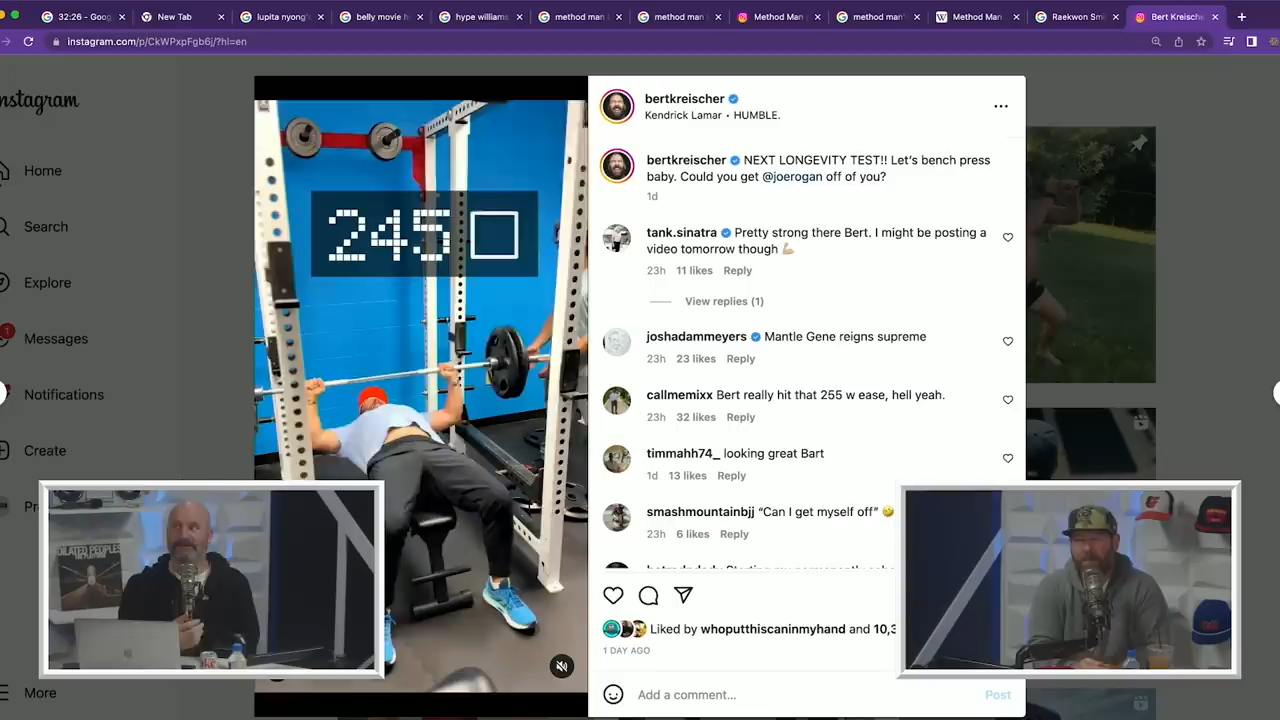 32:26 - Goog
New Tab
lupita nyong'
belly movie h
hype williams
method man
method man
Method Man
method man'
Method Man
Raekwon Smi
Bert Kreische
instagram.com/p/CkWPxpFgb6j/?hl=en
nstagram
Home
Search
Explore
1
Messages
Notifications
Create
Pr
More
245
bertkreischer
Kendrick Lamar • HUMBLE.
bertkreischer NEXT LONGEVITY TEST!! Let's bench press
baby. Could you get @joerogan off of you?
1d
tank.sinatra Pretty strong there Bert. I might be posting a
video tomorrow though
23h 11 likes Reply
View replies (1)
joshadammeyers Mantle Gene reigns supreme
23h 23 likes Reply
callmemixx Bert really hit that 255 w ease, hell yeah.
23h 32 likes Reply
timmahh74_ looking great Bart
1d 13 likes Reply
smashmountainbjj “Can I get myself off”
23h 6 likes Reply
Liked by whoputthiscaninmyhand and 10,3
1 DAY AGO
Add a comment...
Post
DILATED PEOPLES